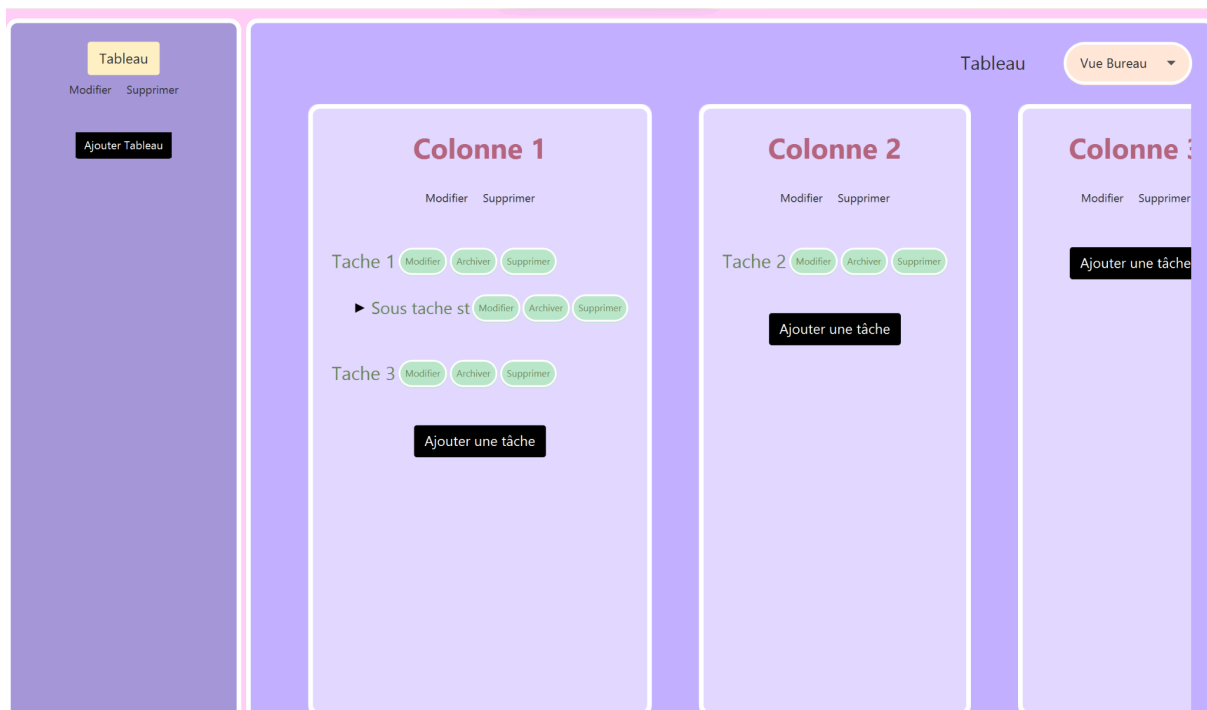 Tableau
Modifier Supprimer
Ajouter Tableau
Tableau
Vue Bureau
Colonne 1
Modifier Supprimer
Tache 1 Modifier Archiver Supprimer
Sous tache st Modifier Archiver Supprimer
Tache 3 Modifier Archiver Supprimer
Ajouter une tâche
Colonne 2
Modifier Supprimer
Tache 2 Modifier Archiver Supprimer
Ajouter une tâche
Colonne 3
Modifier Supprimer
Ajouter une tâche